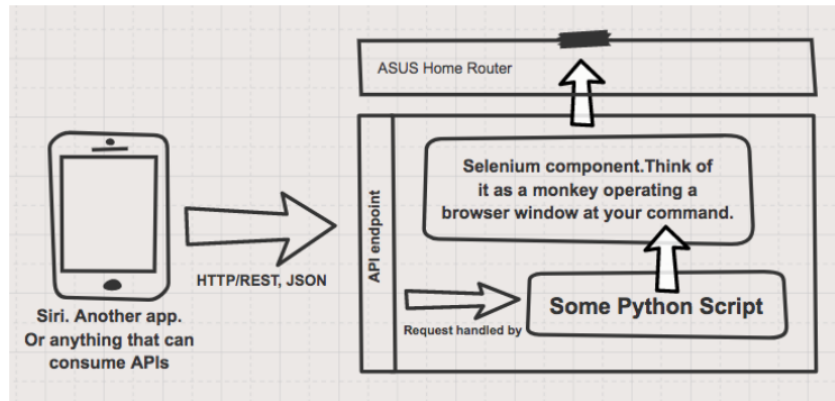 ASUS Home Router
Selenium component.Think of
it as a monkey operating a
browser window at your command.
API endpoint
HTTP/REST, JSON
Some Python Script
Request handled by
Siri. Another app.
Or anything that can
consume APIs